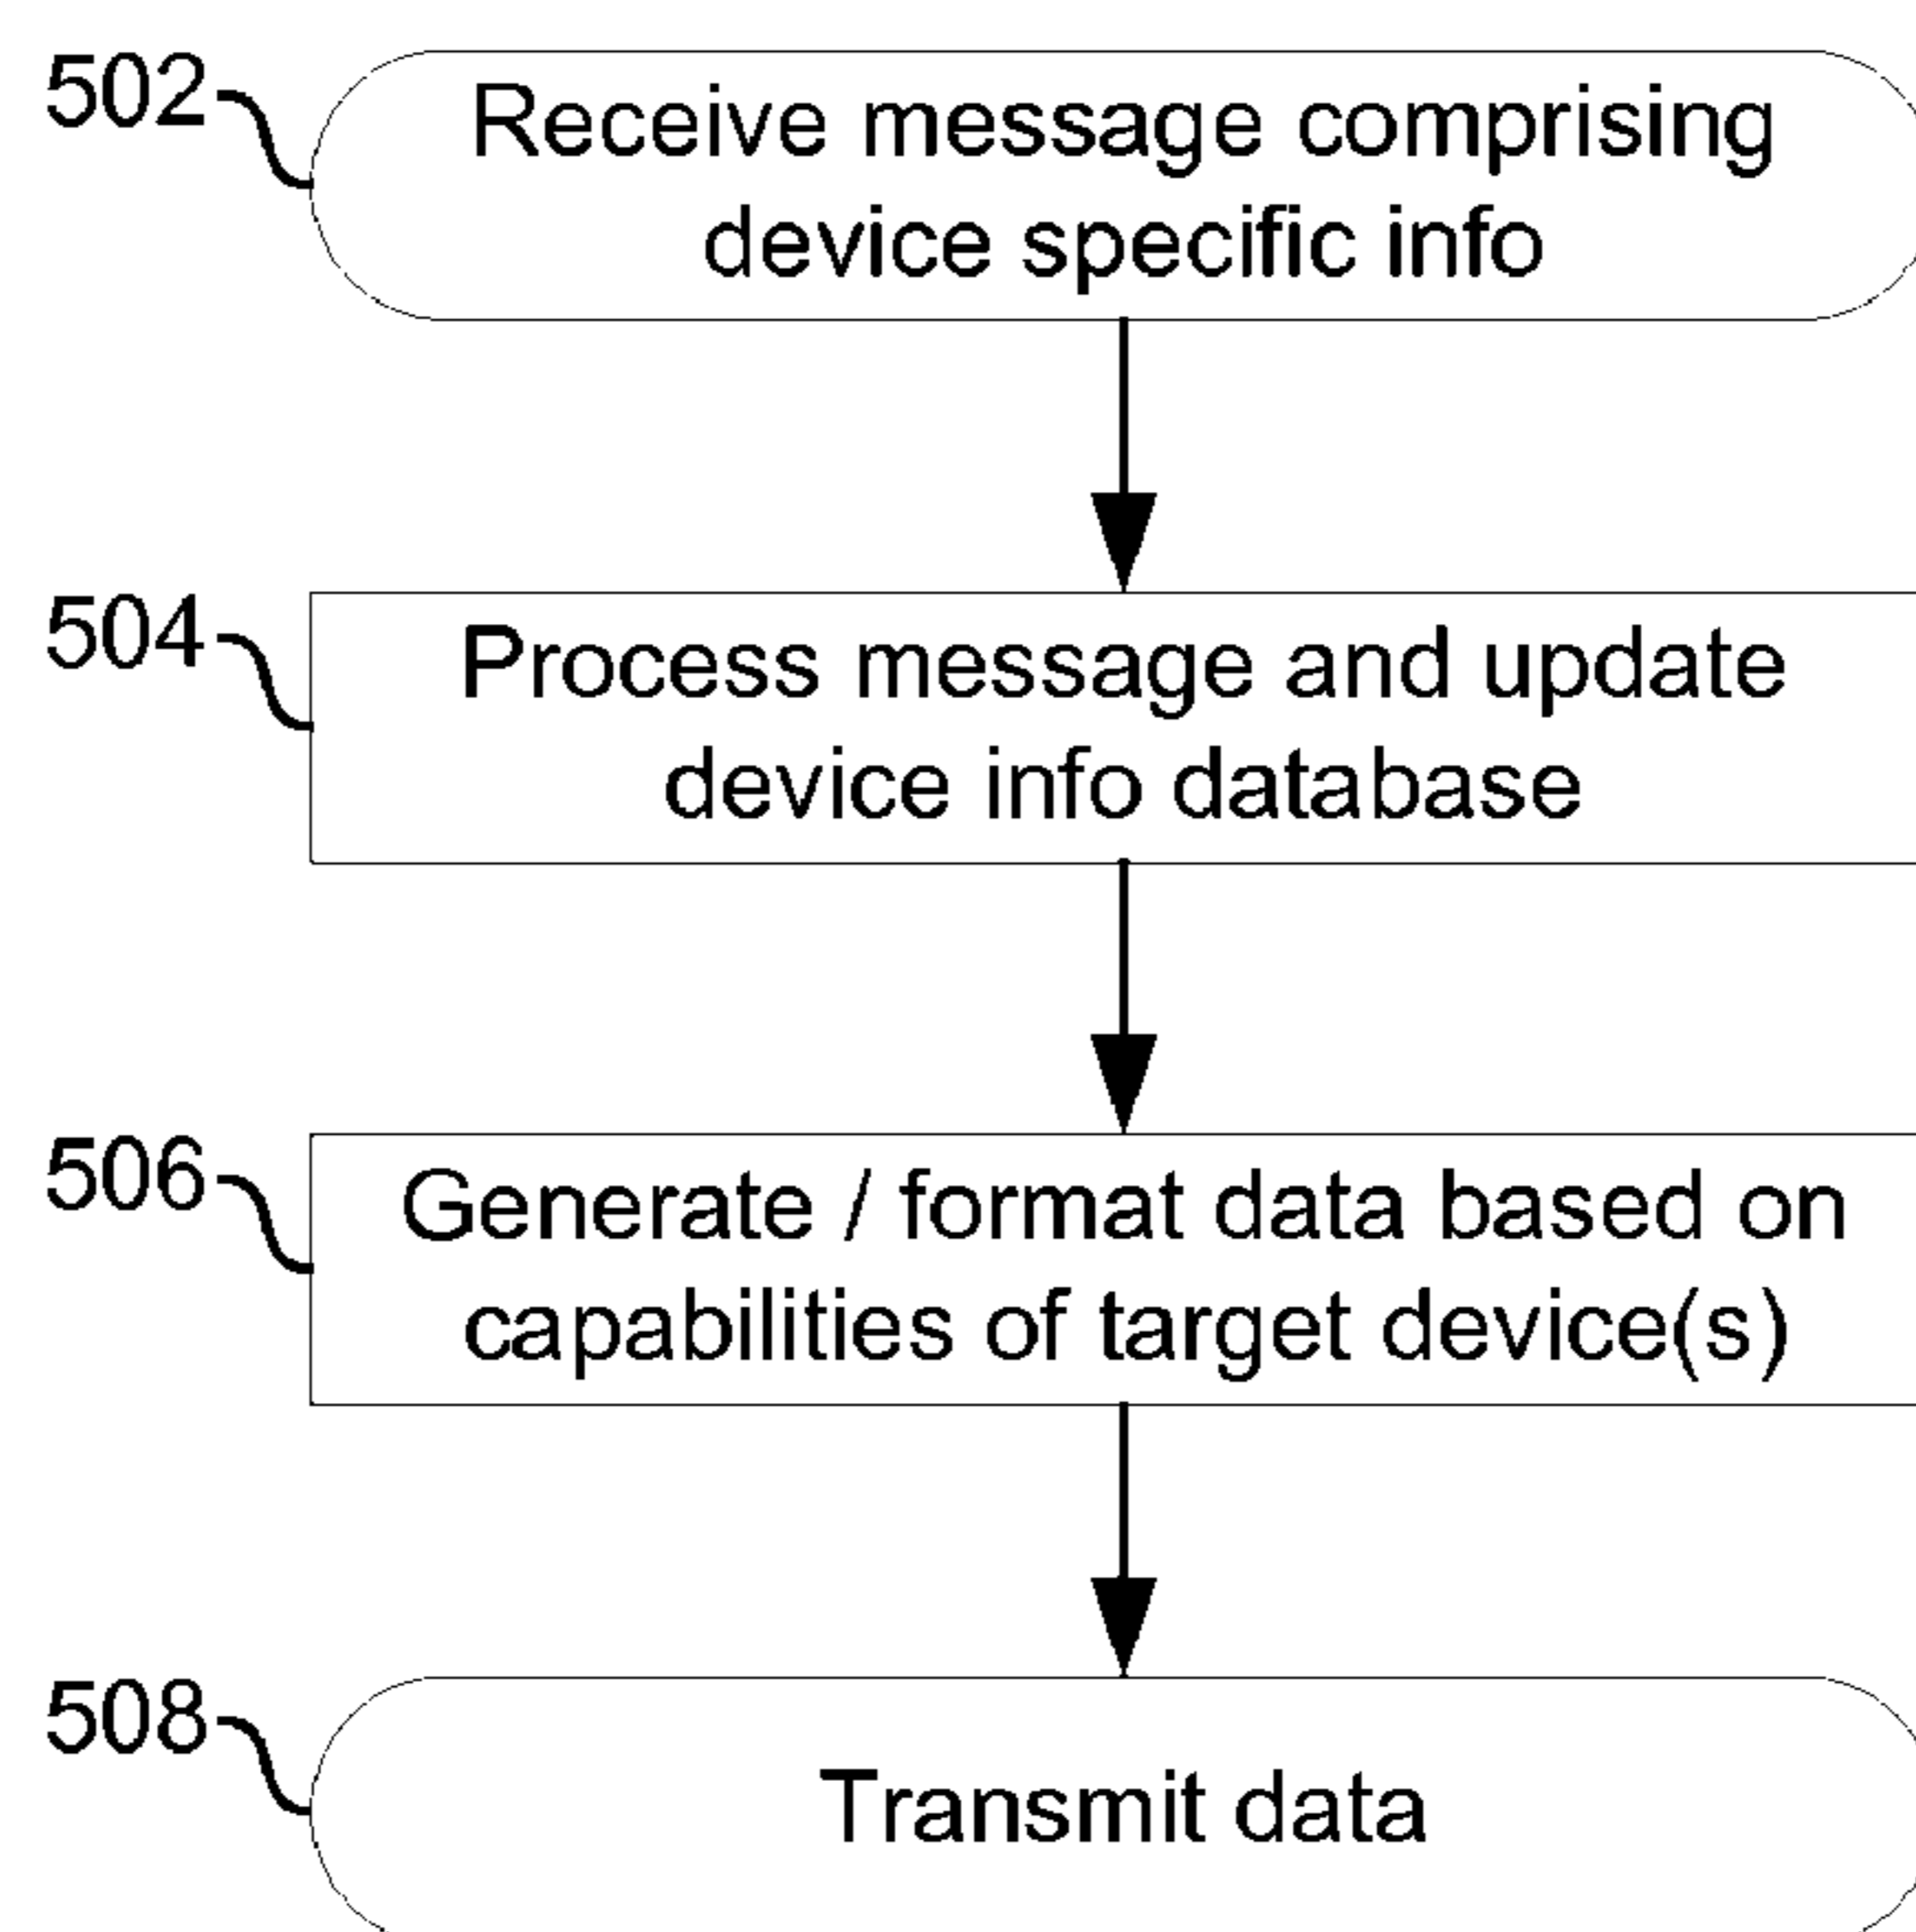 502
Receive message comprising
device specific info
504
Process message and update
device info database
506
Generate / format data based on
capabilities of target device(s)
508
Transmit data